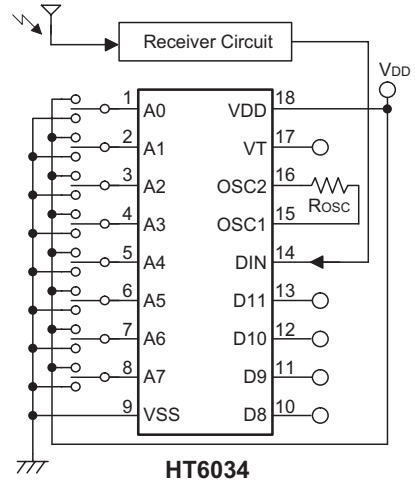 Receiver Circuit
VDD
1 A0 VDD 18
2 A1 VT 17
3 A2 OSC2 16
ROSC
4 A3 OSC1 15
5 A4 DIN 14
6 A5 D11 13
7 A6 D10 12
8 A7 D9 11
9 VSS D8 10
HT6034